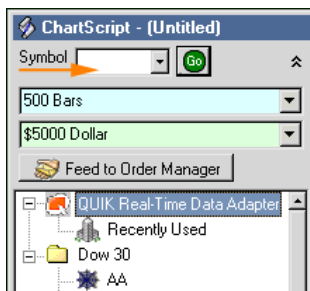 ChartScript - (Untitled)
Symbol Go
500 Bars
$5000 Dollar
Feed to Order Manager
QUIK Real-Time Data Adapter
Recently Used
Dow 30
AA